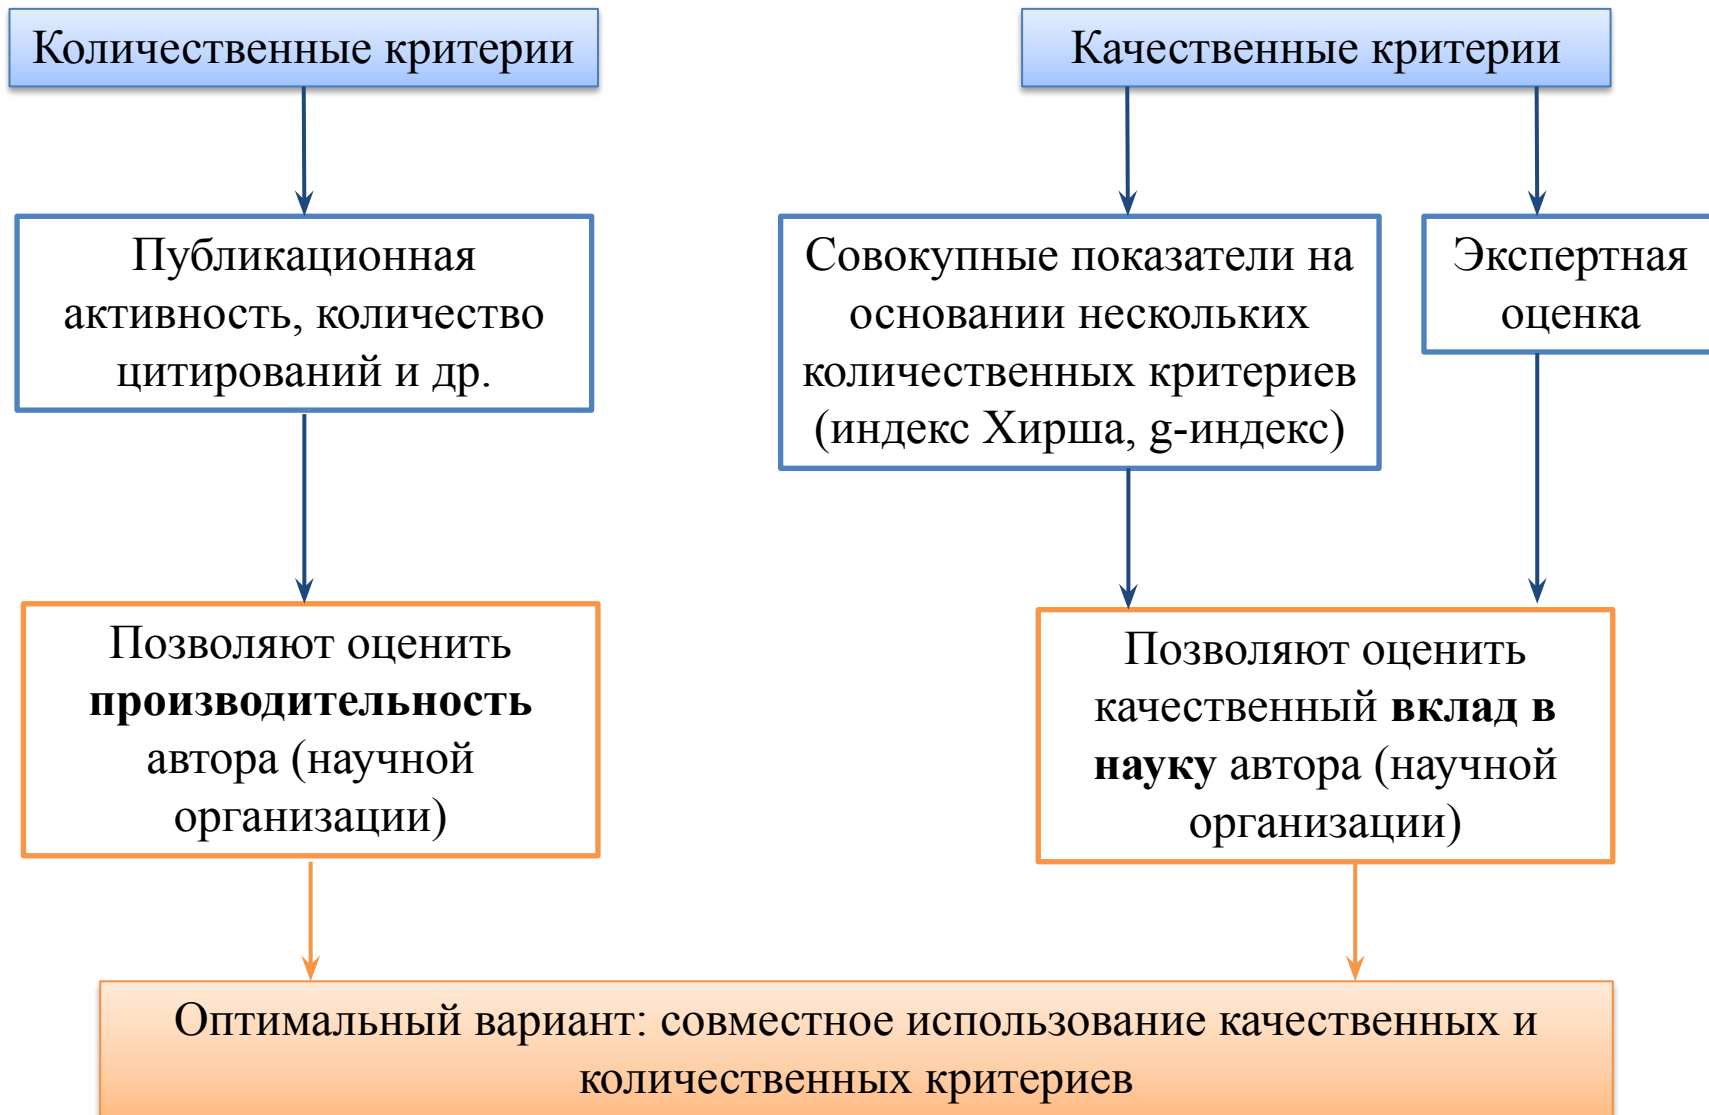 Количественные критерии
Качественные критерии
Публикационная
активность, количество
цитирований и др.
Совокупные показатели на
основании нескольких
количественных критериев
(индекс Хирша, g-индекс)
Экспертная
оценка
Позволяют оценить
производительность
автора (научной
организации)
Позволяют оценить
качественный вклад в
науку автора (научной
организации)
Оптимальный вариант: совместное использование качественных и
количественных критериев